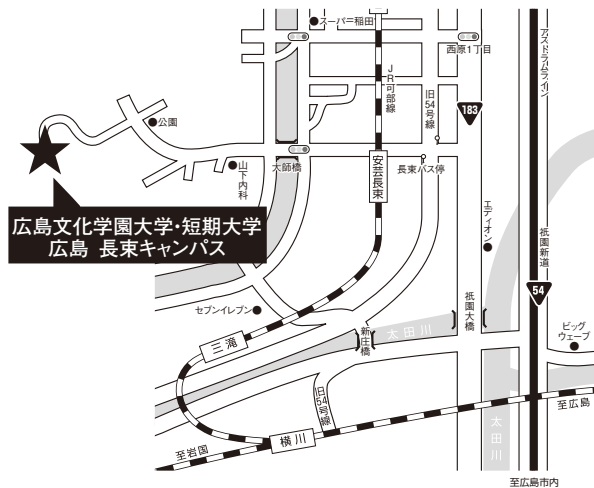 スーパー稲田
西原1丁目
アストラムライン
JR可部線
旧54号線
183
公園
大師橋
山下内科
安芸長束
長束バス停
広島文化学園大学・短期大学
広島 長束キャンパス
エディオン
祇園新道
54
セブンイレブン
祇園大橋
太田川
新庄橋
ビッグ
ウェーブ
三滝
旧54号線
至広島
横川
太田川
至岩国
至広島市内